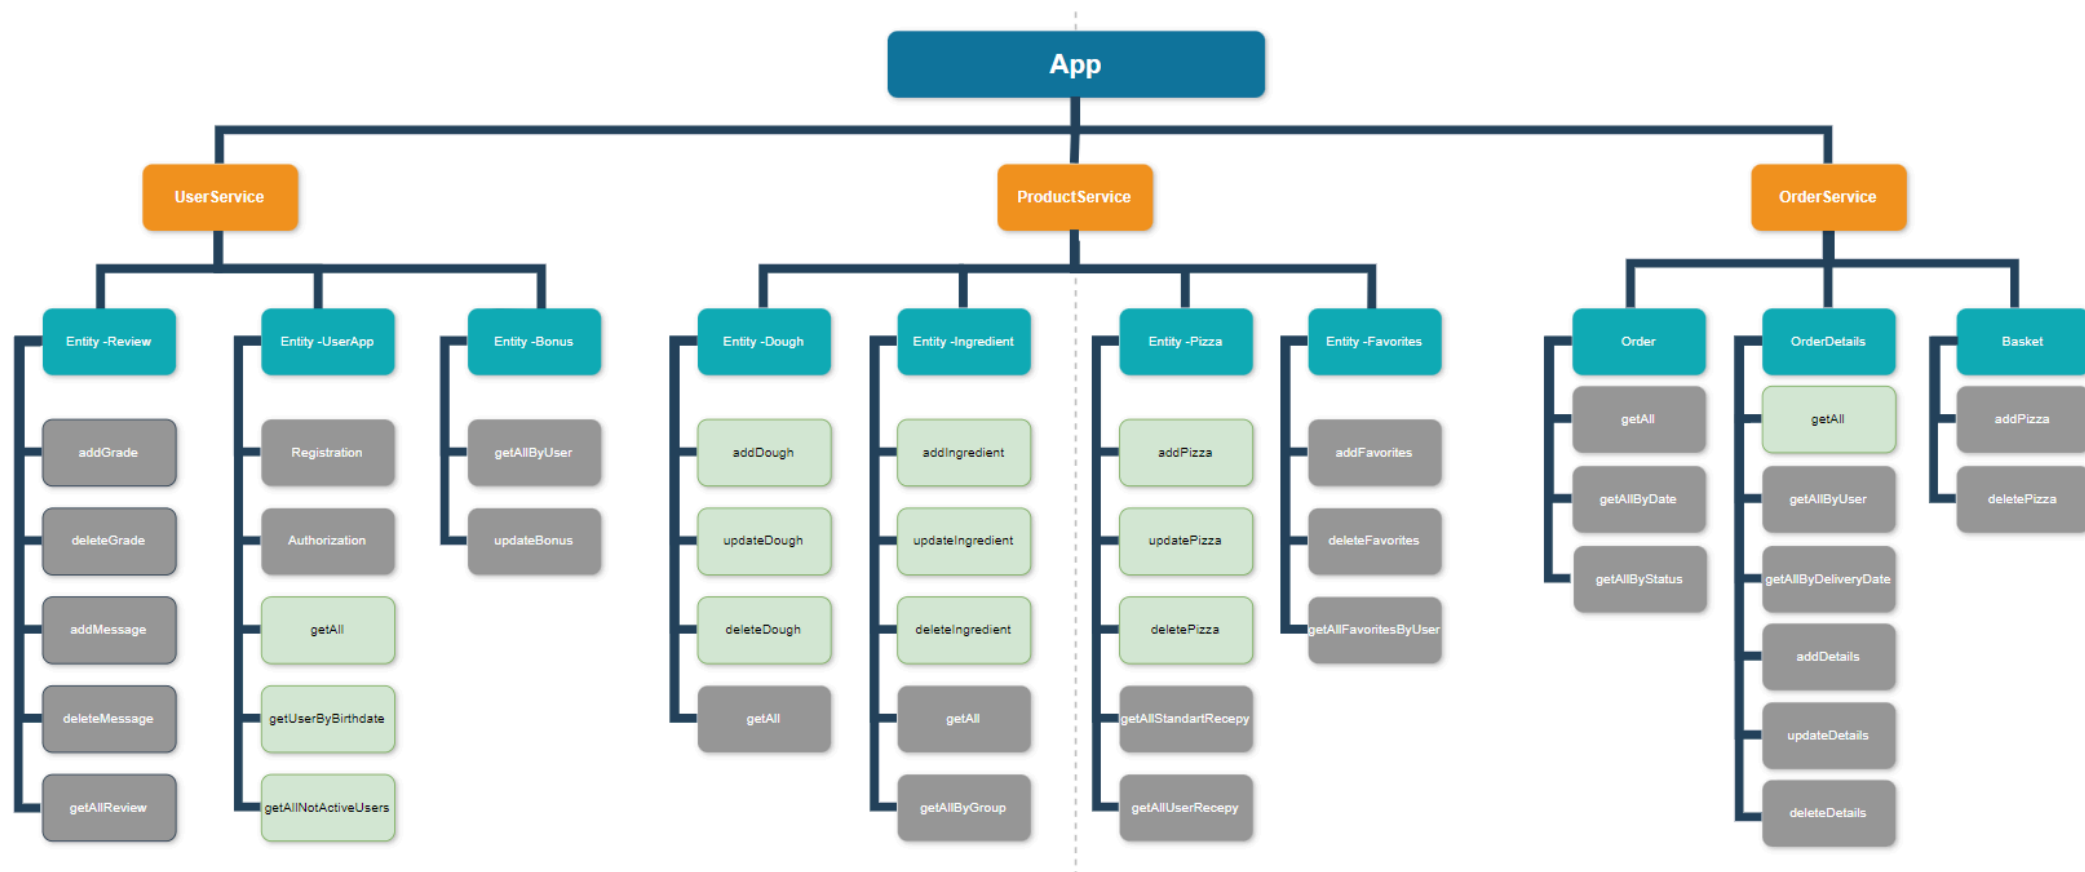 App
UserService
ProductService
OrderService
Entity -Review
Entity -UserApp
Entity -Bonus
Entity -Dough
Entity -Ingredient
Entity -Pizza
Entity -Favorites
Order
OrderDetails
Basket
addGrade
deleteGrade
addMessage
deleteMessage
getAllReview
Registration
Authorization
getAll
getUserByBirthdate
getAllNotActiveUsers
getAllByUser
updateBonus
addDough
updateDough
deleteDough
getAll
addIngredient
updateIngredient
deleteIngredient
getAll
getAllByGroup
addPizza
updatePizza
deletePizza
getAllStandartRecepy
getAllUserRecepy
addFavorites
deleteFavorites
getAllFavoritesByUser
getAll
getAllByDate
getAllByStatus
getAll
getAllByUser
getAllByDeliveryDate
addDetails
updateDetails
deleteDetails
addPizza
deletePizza